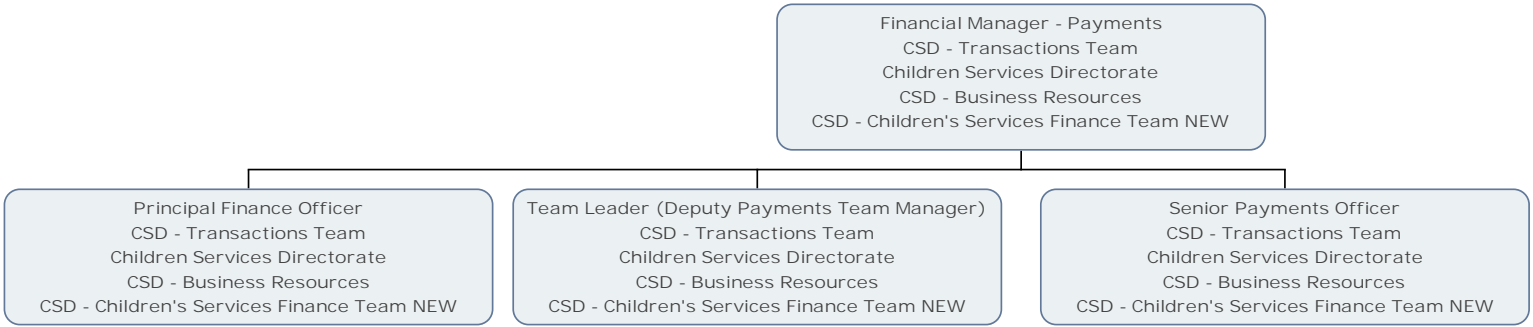 Financial Manager - Payments
CSD - Transactions Team
Children Services Directorate
CSD - Business Resources
CSD - Children's Services Finance Team NEW
Principal Finance Officer
CSD - Transactions Team
Children Services Directorate
CSD - Business Resources
CSD - Children's Services Finance Team NEW
Team Leader (Deputy Payments Team Manager)
CSD - Transactions Team
Children Services Directorate
CSD - Business Resources
CSD - Children's Services Finance Team NEW
Senior Payments Officer
CSD - Transactions Team
Children Services Directorate
CSD - Business Resources
CSD - Children's Services Finance Team NEW